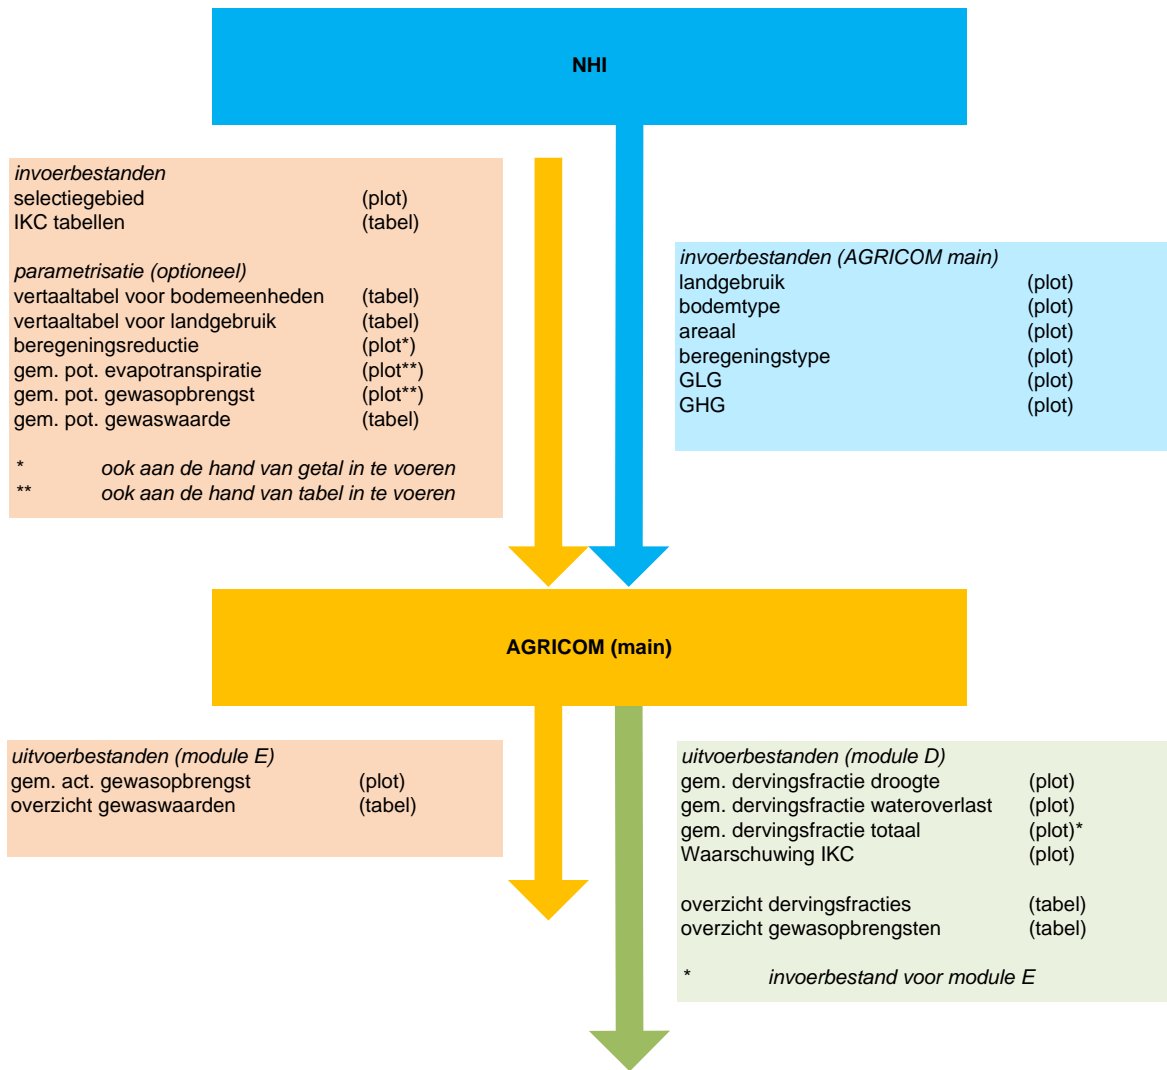 NHI
invoerbestanden
selectiegebied (plot)
IKC tabellen (tabel)
parametrisatie (optioneel)
vertaaltabel voor bodemeenheden (tabel)
vertaaltabel voor landgebruik (tabel)
beregeningsreductie (plot*)
gem. pot. evapotranspiratie (plot**)
gem. pot. gewasopbrengst (plot**)
gem. pot. gewaswaarde (tabel)
* ook aan de hand van getal in te voeren
** ook aan de hand van tabel in te voeren
invoerbestanden (AGRICOM main)
landgebruik (plot)
bodemtype (plot)
areaal (plot)
beregeningstype (plot)
GLG (plot)
GHG (plot)
AGRICOM (main)
uitvoerbestanden (module E)
gem. act. gewasopbrengst (plot)
overzicht gewaswaarden (tabel)
uitvoerbestanden (module D)
gem. dervingsfractie droogte (plot)
gem. dervingsfractie wateroverlast (plot)
gem. dervingsfractie totaal (plot)*
Waarschuwing IKC (plot)
overzicht dervingsfracties (tabel)
overzicht gewasopbrengsten (tabel)
* invoerbestand voor module E